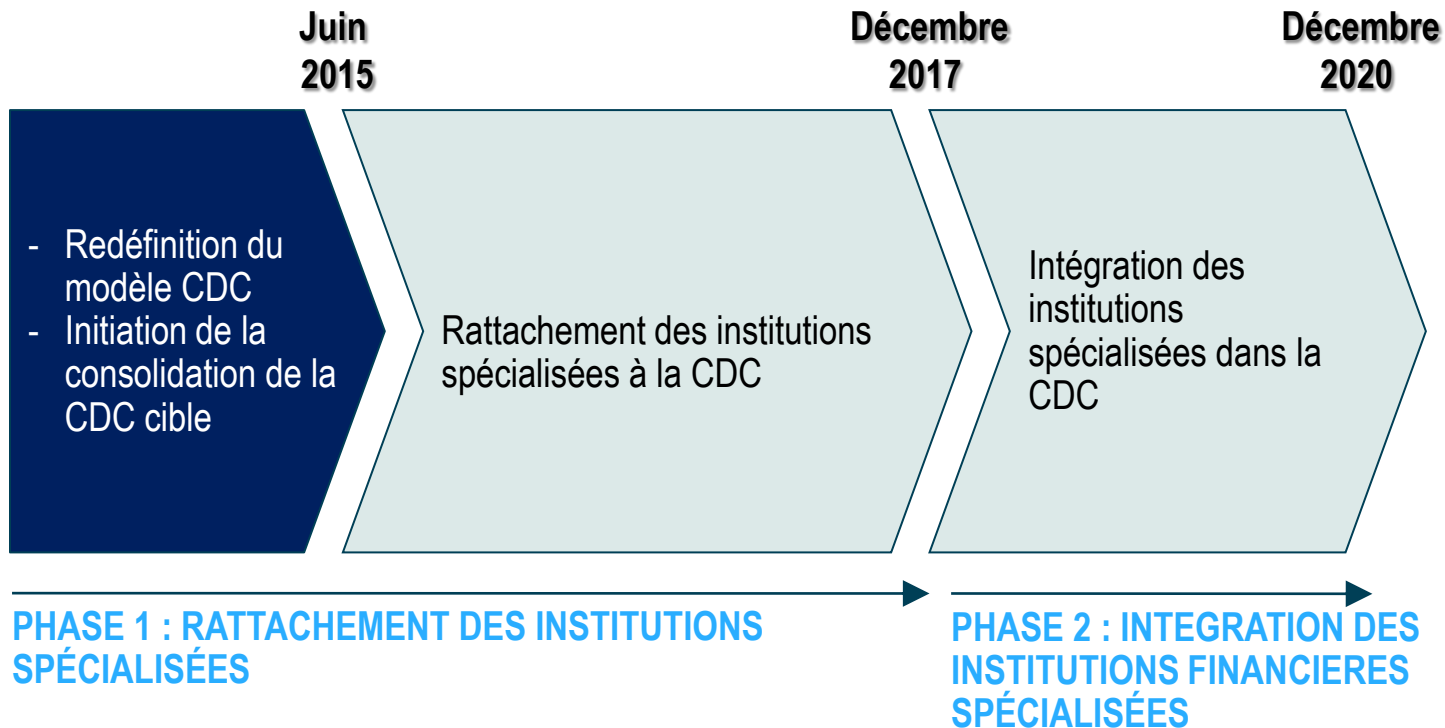 Juin
2015
Décembre
2017
Décembre
2020
- Redéfinition du
modèle CDC
- Initiation de la
consolidation de la
CDC cible
Rattachement des institutions
spécialisées à la CDC
Intégration des
institutions
spécialisées dans la
CDC
PHASE 1 : RATTACHEMENT DES INSTITUTIONS
SPÉCIALISÉES
PHASE 2 : INTEGRATION DES
INSTITUTIONS FINANCIERES
SPÉCIALISÉES